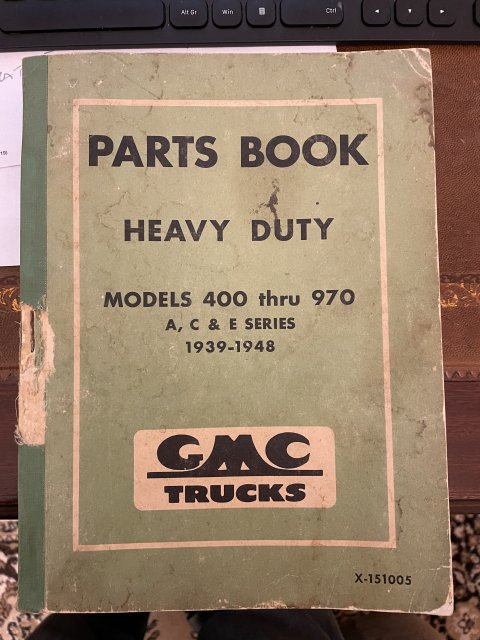 Alt Gr
Win
Ctrl
PARTS BOOK
HEAVY DUTY
MODELS 400 thru 970
A, C & E SERIES
1939-1948
GMC
TRUCKS
X-151005